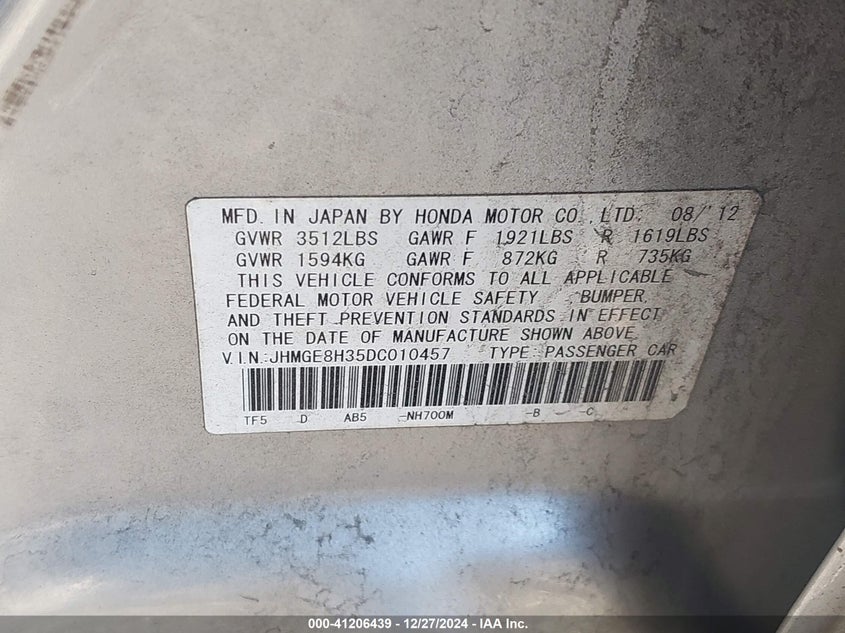 MFD. IN JAPAN BY HONDA MOTOR CO., LTD. 08/'12
GVWR 3512LBS GAWR F 1921LBS R 1619LBS
GVWR 1594KG GAWR F 872KG R 735KG
THIS VEHICLE CONFORMS TO ALL APPLICABLE
FEDERAL MOTOR VEHICLE SAFETY, BUMPER,
AND THEFT PREVENTION STANDARDS IN EFFECT
ON THE DATE OF MANUFACTURE SHOWN ABOVE.
V.I.N. JHMGE8H35DC010457 TYPE: PASSENGER CAR
TF5 D AB5 -NH700M -B -C
000-41206439 - 12/27/2024 - IAA Inc.